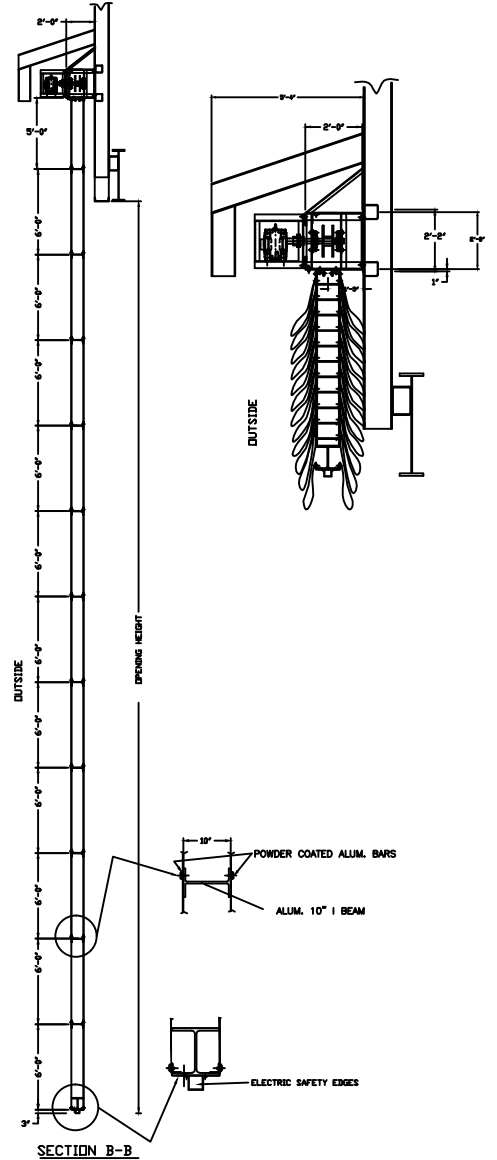 2'-0"
5'-0"
6'-0"
6'-0"
6'-0"
6'-0"
6'-0"
6'-0"
6'-0"
6'-0"
6'-0"
6'-0"
6'-0"
3"
OUTSIDE
OPENING HEIGHT
SECTION B-B
2'-0"
2'-2"
1"
OUTSIDE
10"
POWDER COATED ALUM. BARS
ALUM. 10" I BEAM
ELECTRIC SAFETY EDGES